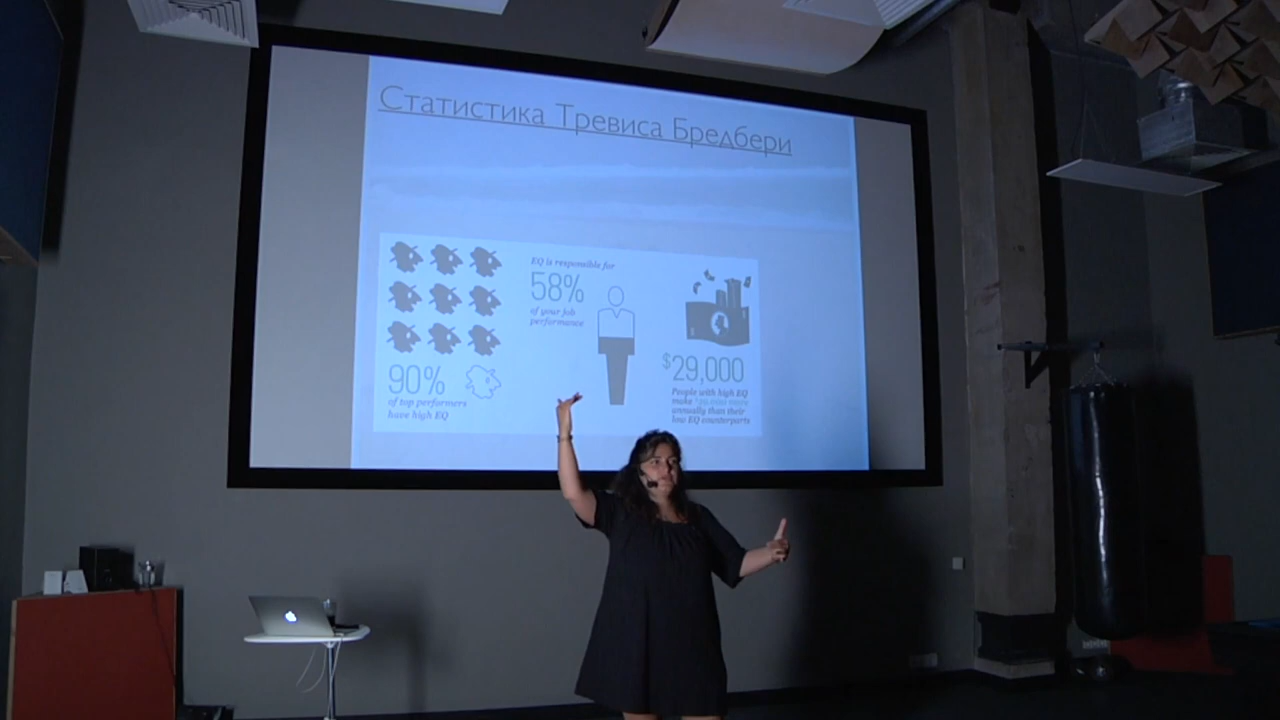 Статистика Тревиса Бредбери
EQ is responsible for
58%
of your job
performance
90%
of top performers
have high EQ
$29,000
People with high EQ
make
annually than their
low EQ counterparts